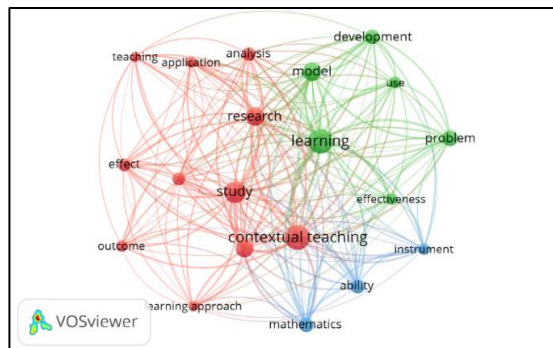 development
teaching
analysis
application
model
use
research
learning
problem
effect
study
effectiveness
contextual teaching
outcome
instrument
ability
learning approach
mathematics
VOSviewer